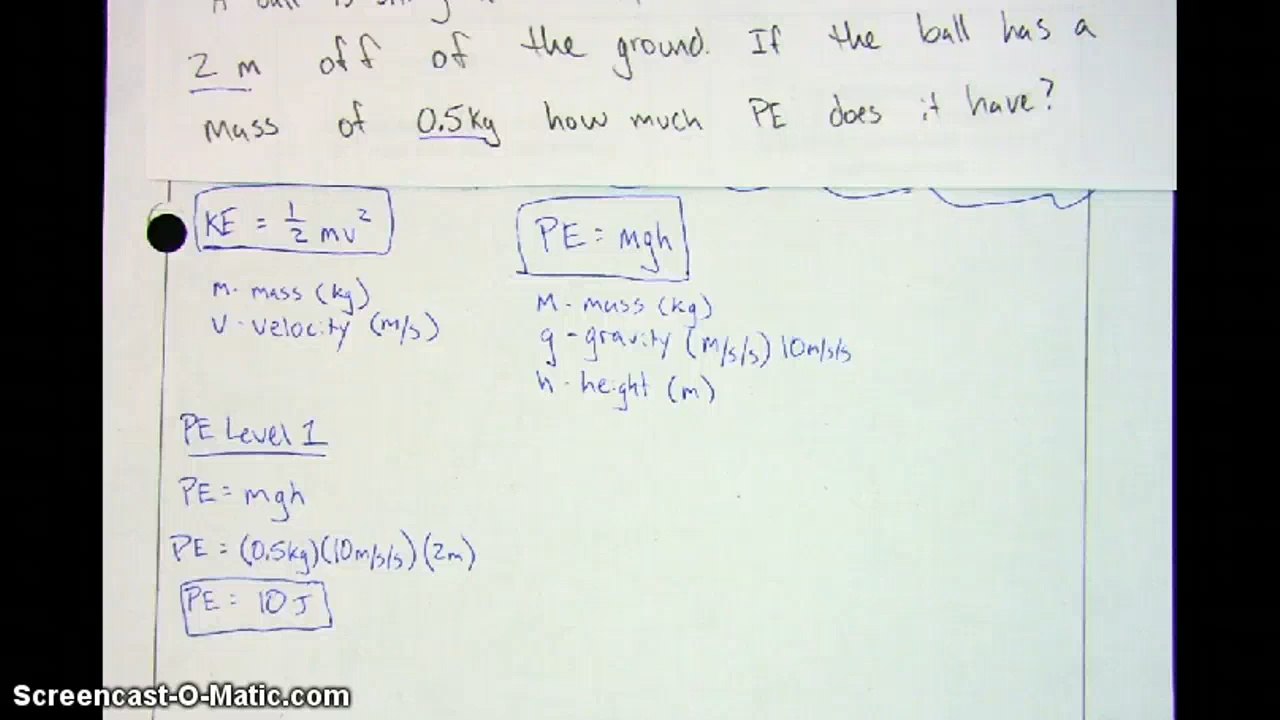 A ball is
2 m off of the ground. If the ball has a
mass of 0.5kg how much PE does it have?
KE = 1/2 mv²
PE = mgh
m - mass (kg)
v - velocity (m/s)
M - mass (kg)
g - gravity (m/s/s) 10m/s/s
h - height (m)
PE Level 1
PE = mgh
PE = (0.5kg)(10m/s/s)(2m)
PE = 10 J
Screencast-O-Matic.com